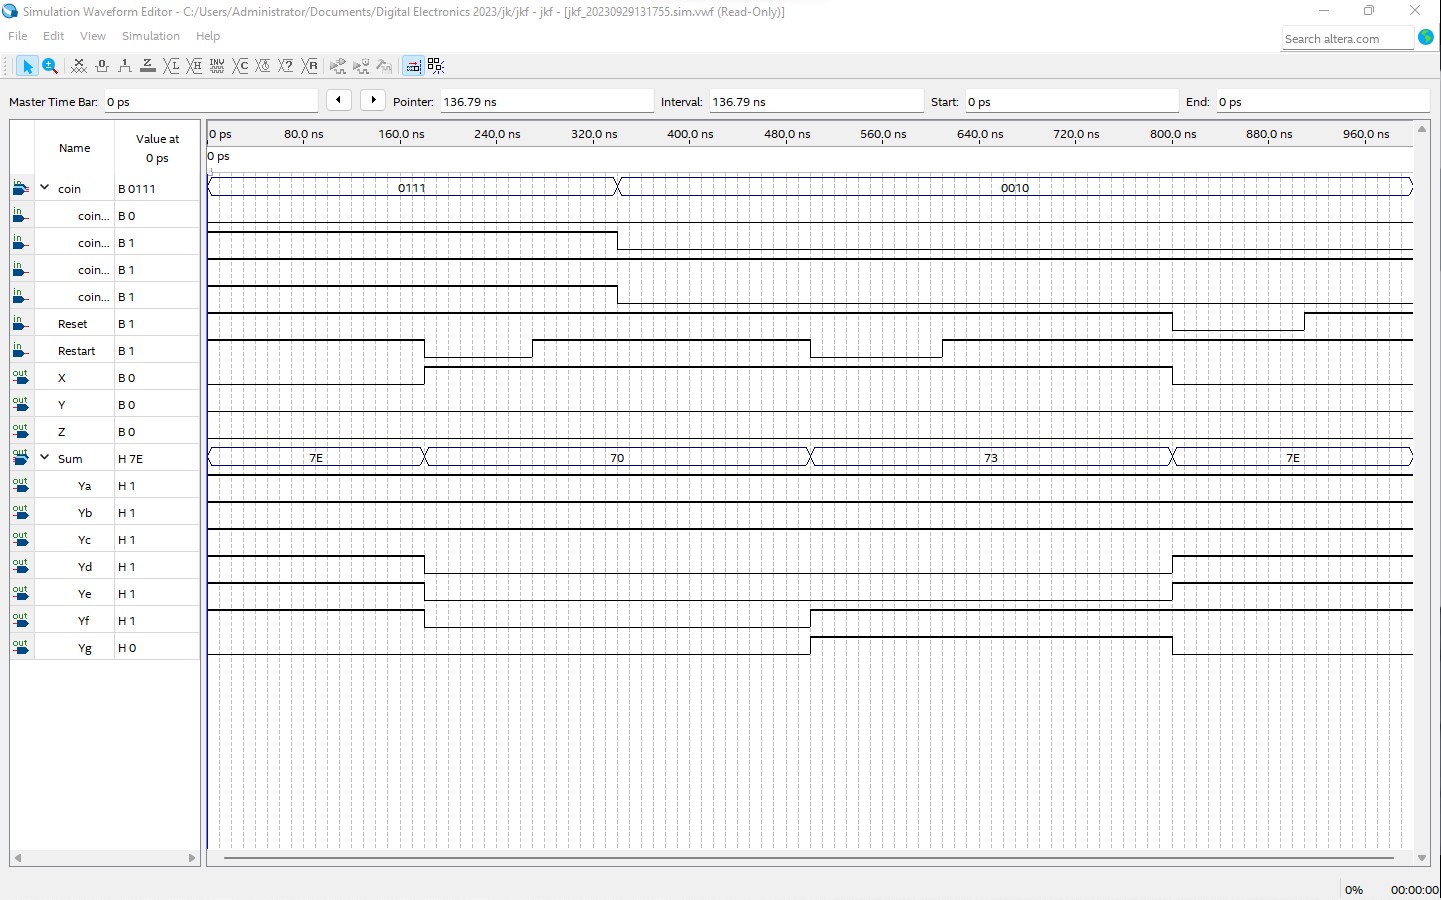 Simulation Waveform Editor - C:/Users/Administrator/Documents/Digital Electronics 2023/jk/jkf - jkf - [jkf_20230929131755.sim.vwf (Read-Only)]
File Edit View Simulation Help
Search altera.com
Master Time Bar: 0 ps Pointer: 136.79 ns Interval: 136.79 ns Start: 0 ps End: 0 ps
Name Value at 0 ps
0 ps 80.0 ns 160.0 ns 240.0 ns 320.0 ns 400.0 ns 480.0 ns 560.0 ns 640.0 ns 720.0 ns 800.0 ns 880.0 ns 960.0 ns
0 ps
in coin B 0111 0111 0010
in coin... B 0
in coin... B 1
in coin... B 1
in coin... B 1
in Reset B 1
in Restart B 1
out X B 0
out Y B 0
out Z B 0
out Sum H 7E 7E 70 73 7E
out Ya H 1
out Yb H 1
out Yc H 1
out Yd H 1
out Ye H 1
out Yf H 1
out Yg H 0
0% 00:00:00